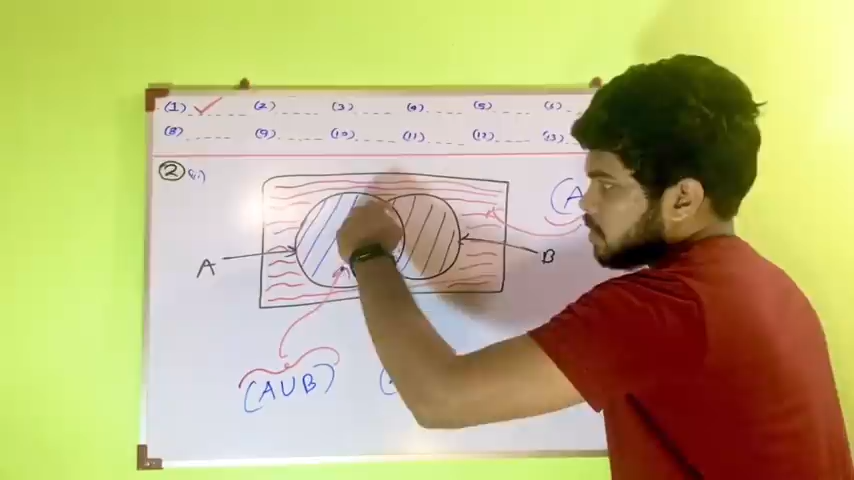 (1) (2) (3) (4) (5) (6)
(8) (9) (10) (11) (12) (13)
2 (i)
(A
A
B
(AUB)
(